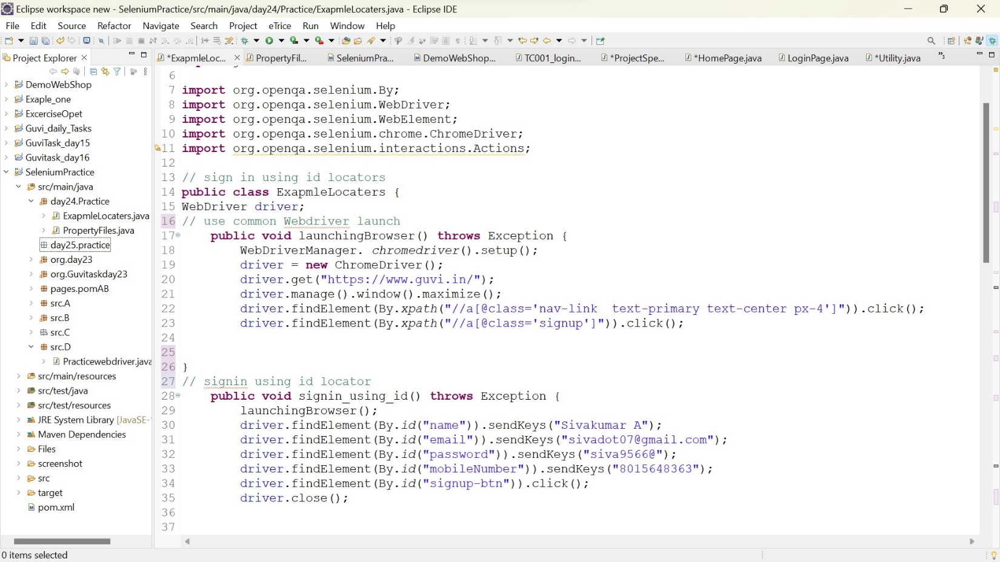 Eclipse workspace new - SeleniumPractice/src/main/java/day24/Practice/ExapmleLocaters.java - Eclipse IDE
File Edit Source Refactor Navigate Search Project eTrice Run Window Help
Project Explorer
*ExapmleLoc... PropertyFil... SeleniumPra... DemoWebShop... TC001_login... *ProjectSpe... *HomePage.java LoginPage.java *Utility.java »3
DemoWebShop
Exaple_one
ExcerciseOpet
Guvi_daily_Tasks
GuviTask_day15
Guvitask_day16
SeleniumPractice
src/main/java
day24.Practice
ExapmleLocaters.java
PropertyFiles.java
day25.practice
org.day23
org.Guvitaskday23
pages.pomAB
src.A
src.B
src.C
src.D
Practicewebdriver.java
src/main/resources
src/test/java
src/test/resources
JRE System Library [JavaSE-
Maven Dependencies
Files
screenshot
src
target
pom.xml
6
7 import org.openqa.selenium.By;
8 import org.openqa.selenium.WebDriver;
9 import org.openqa.selenium.WebElement;
10 import org.openqa.selenium.chrome.ChromeDriver;
11 import org.openqa.selenium.interactions.Actions;
12
13 // sign in using id locators
14 public class ExapmleLocaters {
15 WebDriver driver;
16 // use common Webdriver launch
17 public void launchingBrowser() throws Exception {
18 WebDriverManager. chromedriver().setup();
19 driver = new ChromeDriver();
20 driver.get("https://www.guvi.in/");
21 driver.manage().window().maximize();
22 driver.findElement(By.xpath("//a[@class='nav-link  text-primary text-center px-4']")).click();
23 driver.findElement(By.xpath("//a[@class='signup']")).click();
24
25
26 }
27 // signin using id locator
28 public void signin_using_id() throws Exception {
29 launchingBrowser();
30 driver.findElement(By.id("name")).sendKeys("Sivakumar A");
31 driver.findElement(By.id("email")).sendKeys("sivadot07@gmail.com");
32 driver.findElement(By.id("password")).sendKeys("siva9566@");
33 driver.findElement(By.id("mobileNumber")).sendKeys("8015648363");
34 driver.findElement(By.id("signup-btn")).click();
35 driver.close();
36
37
0 items selected